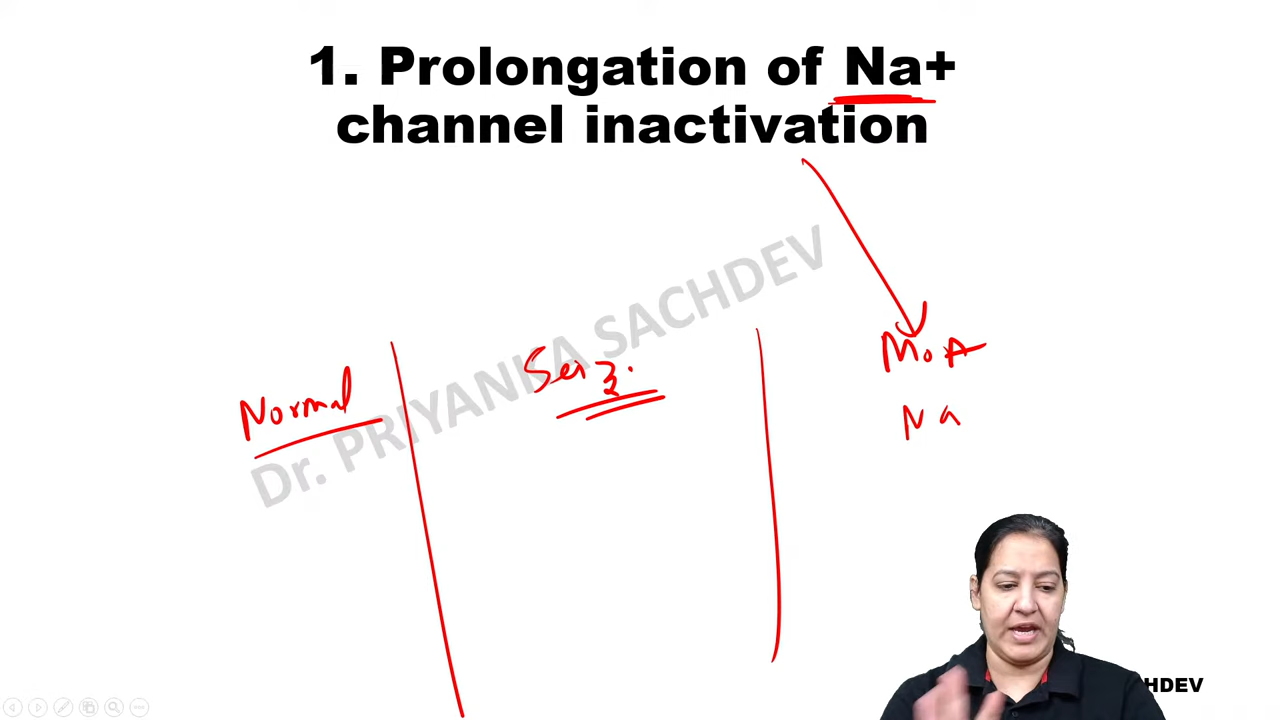 1. Prolongation of Na+
channel inactivation
Dr. PRIYANKA SACHDEV
Normal
Seiz.
MOA
Na
HDEV